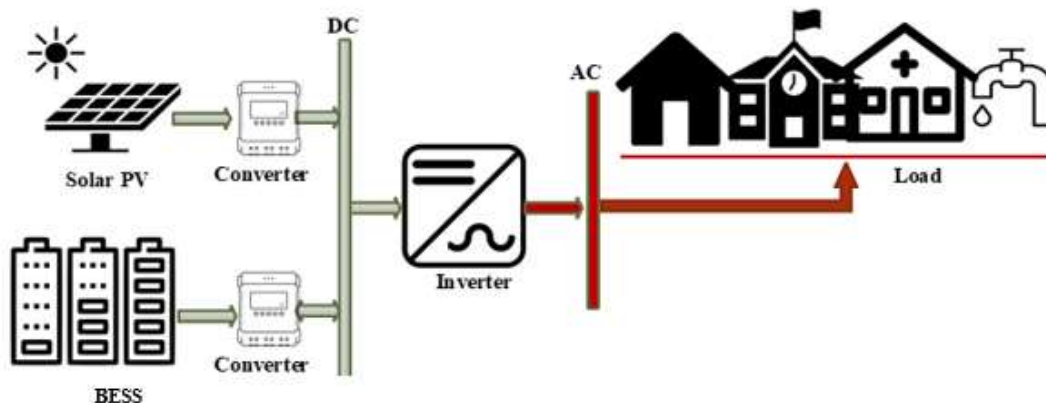 DC
AC
Solar PV
Converter
Load
Inverter
Converter
BESS